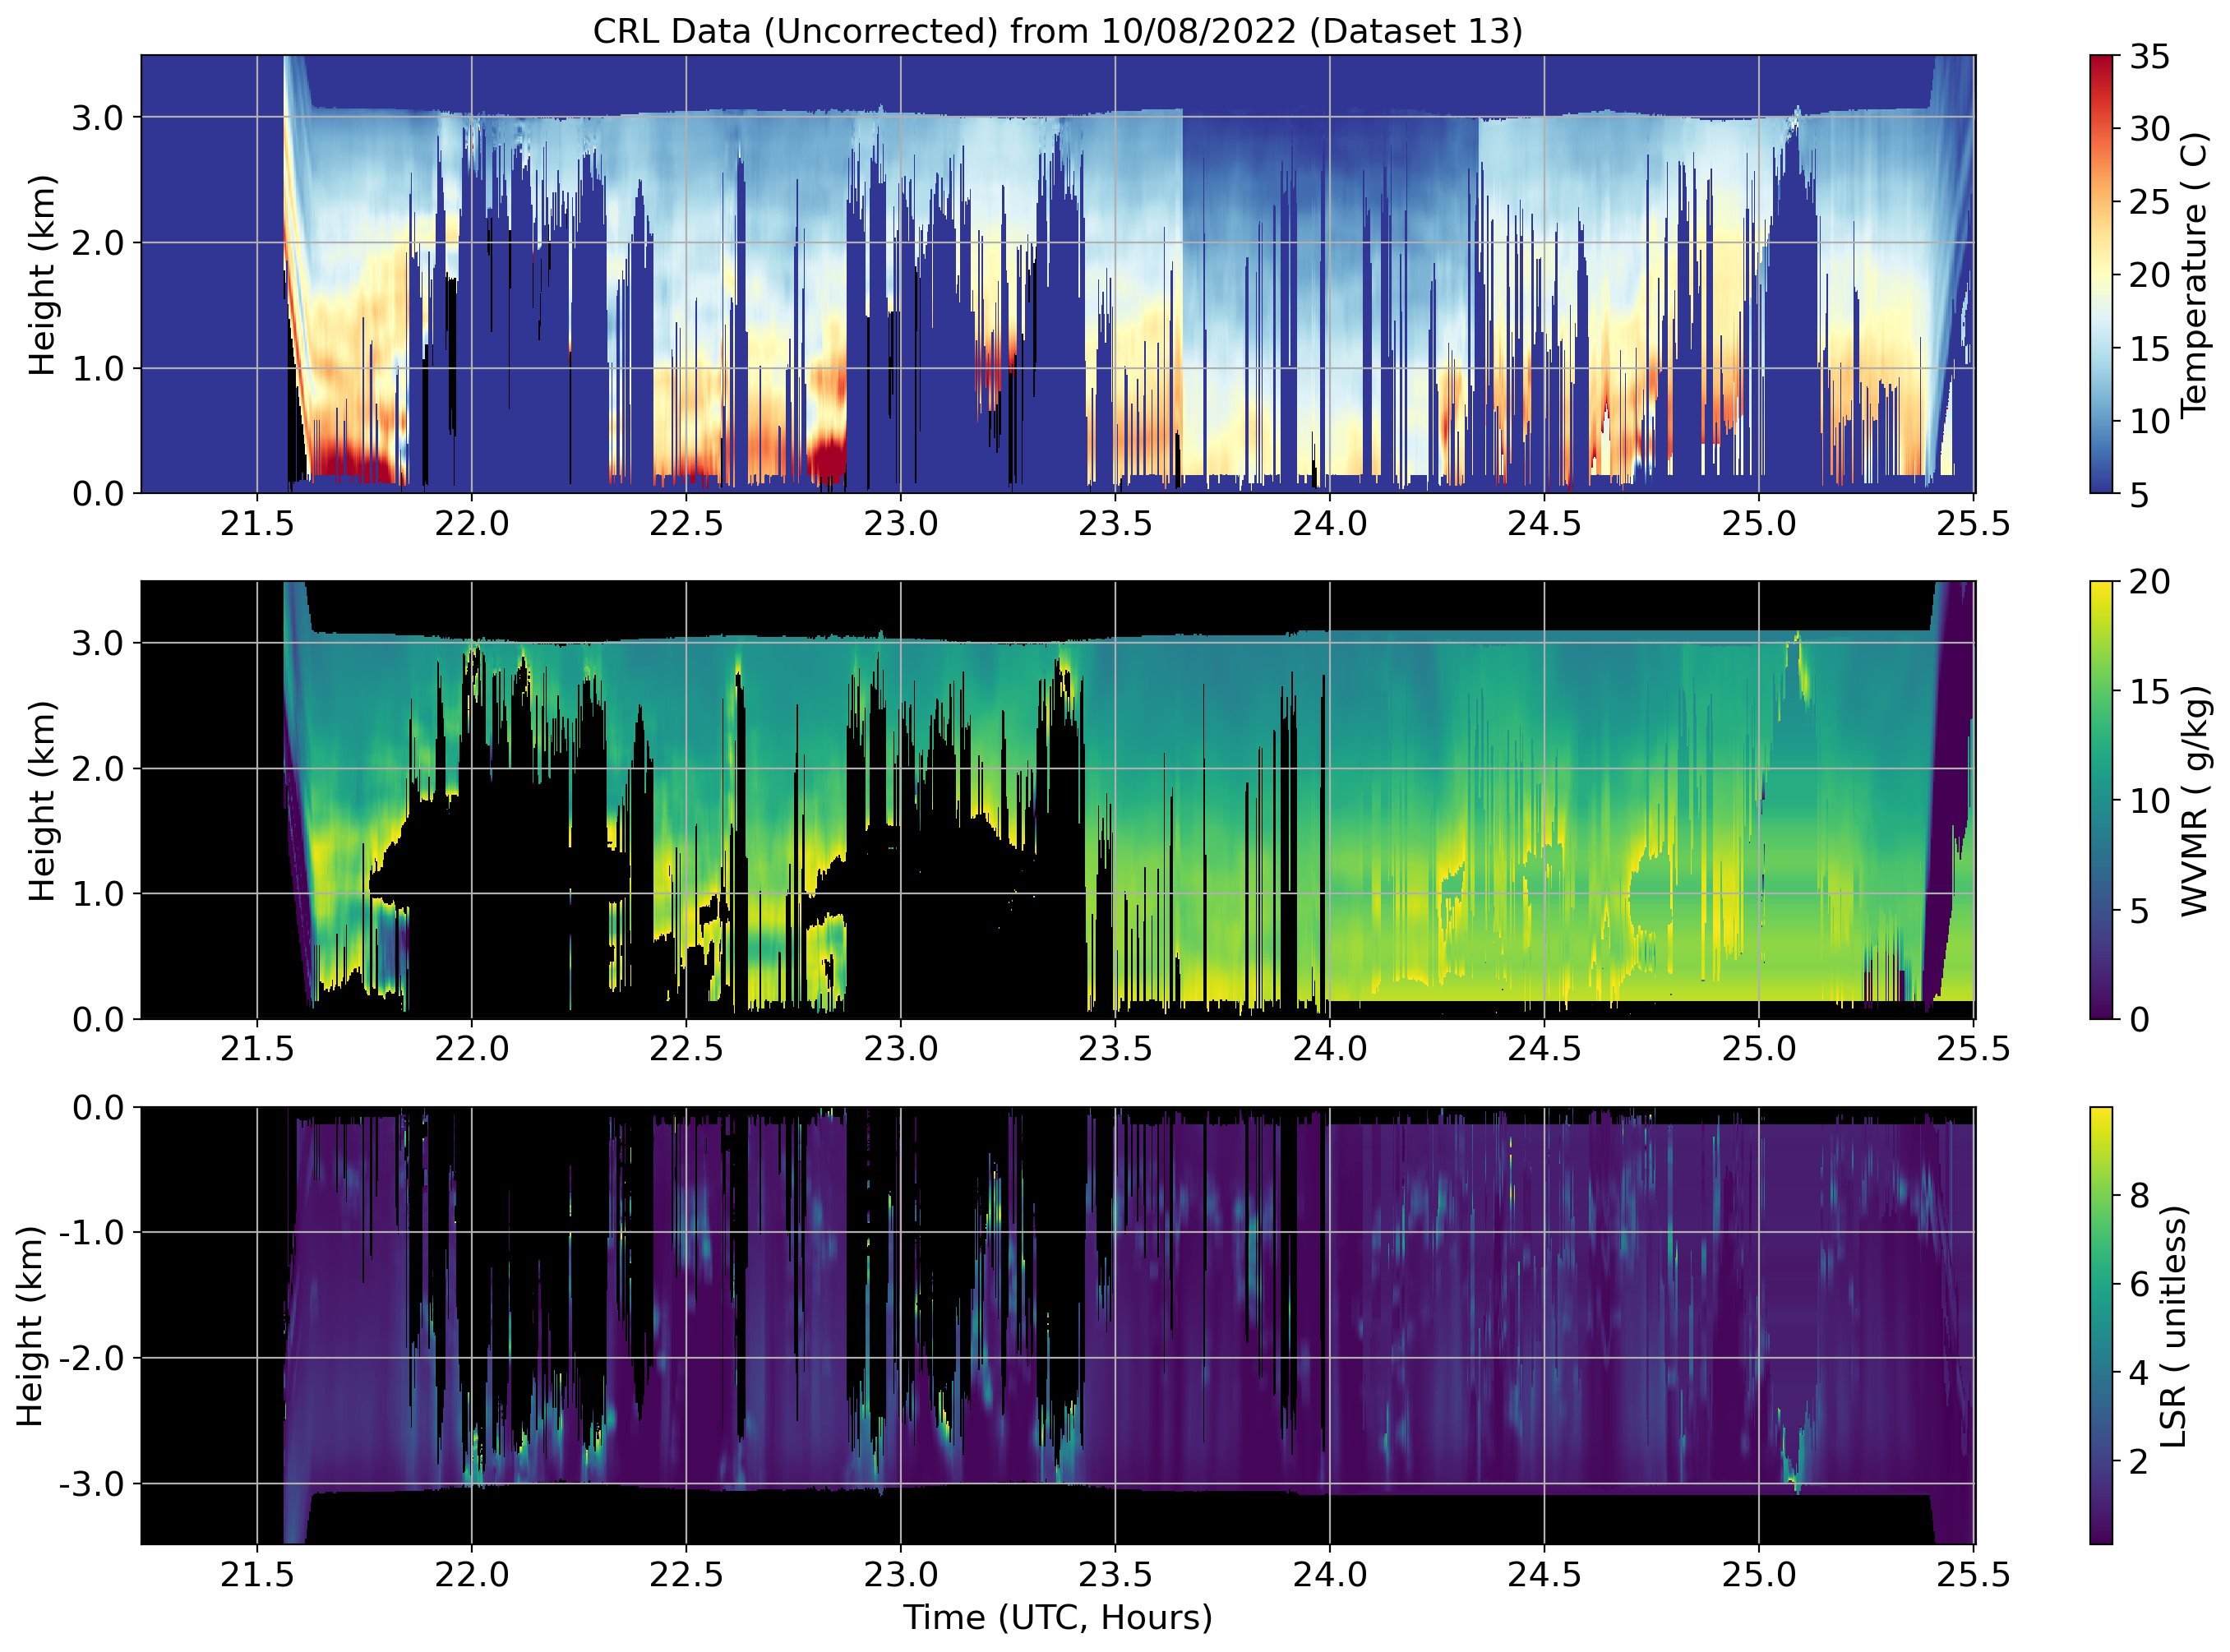 CRL Data (Uncorrected) from 10/08/2022 (Dataset 13)
Height (km)
3.0
2.0
1.0
0.0
21.5 22.0 22.5 23.0 23.5 24.0 24.5 25.0 25.5
35
30
25
20
15
10
5
Temperature ( C)
Height (km)
3.0
2.0
1.0
0.0
21.5 22.0 22.5 23.0 23.5 24.0 24.5 25.0 25.5
20
15
10
5
0
WVMR ( g/kg)
Height (km)
0.0
-1.0
-2.0
-3.0
21.5 22.0 22.5 23.0 23.5 24.0 24.5 25.0 25.5
Time (UTC, Hours)
8
6
4
2
LSR ( unitless)